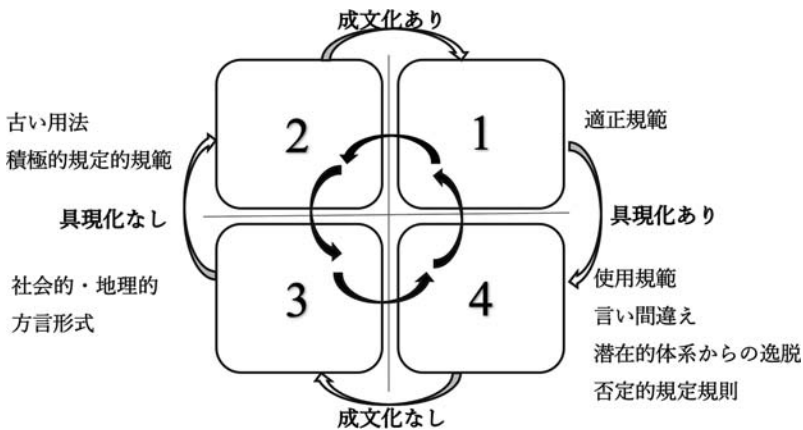 成文化あり
2
1
古い用法
積極的規定的規範
適正規範
具現化なし
具現化あり
社会的・地理的
方言形式
3
4
使用規範
言い間違え
潜在的体系からの逸脱
否定的規定規則
成文化なし